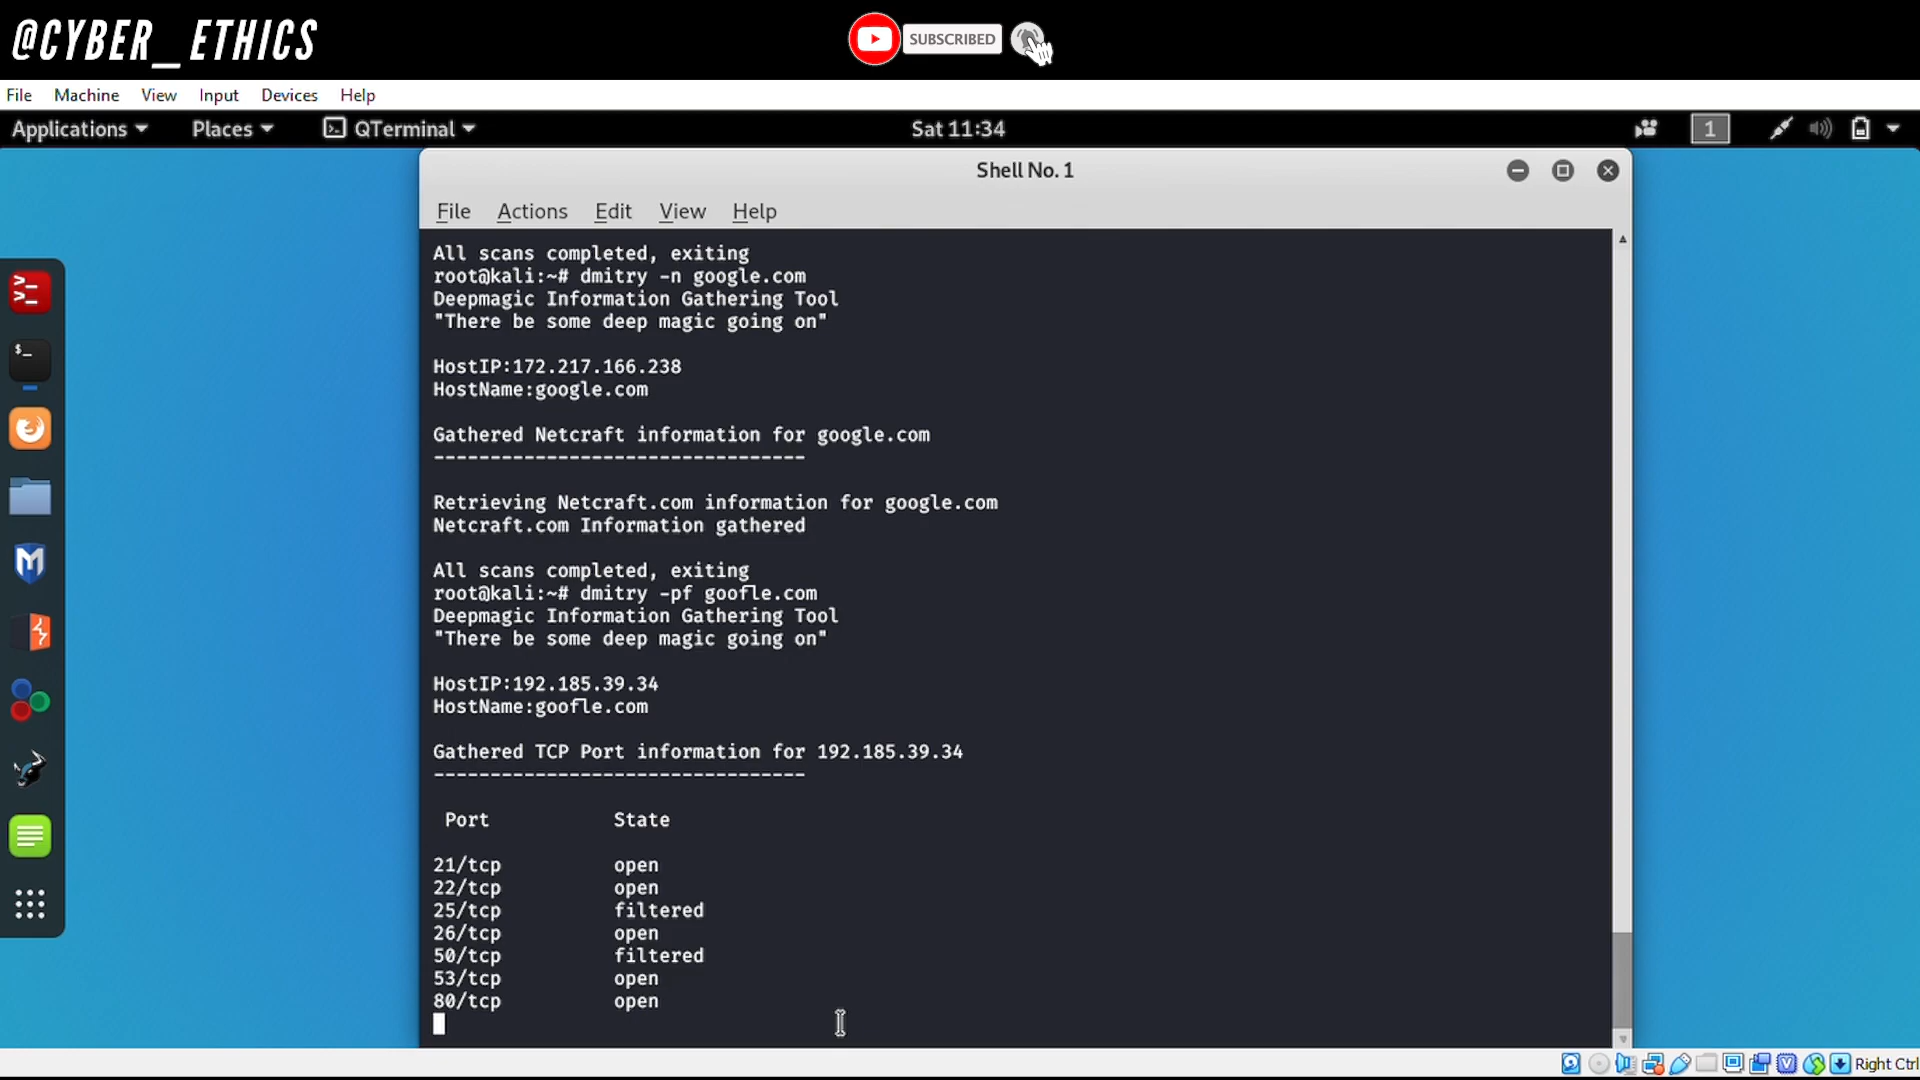 @CYBER_ETHICS
SUBSCRIBED
File Machine View Input Devices Help
Applications Places QTerminal Sat 11:34 1
Shell No. 1
File Actions Edit View Help
All scans completed, exiting
root@kali:~# dmitry -n google.com
Deepmagic Information Gathering Tool
"There be some deep magic going on"
HostIP:172.217.166.238
HostName:google.com
Gathered Netcraft information for google.com
---------------------------------
Retrieving Netcraft.com information for google.com
Netcraft.com Information gathered
All scans completed, exiting
root@kali:~# dmitry -pf goofle.com
Deepmagic Information Gathering Tool
"There be some deep magic going on"
HostIP:192.185.39.34
HostName:goofle.com
Gathered TCP Port information for 192.185.39.34
---------------------------------
Port State
21/tcp open
22/tcp open
25/tcp filtered
26/tcp open
50/tcp filtered
53/tcp open
80/tcp open
Right Ctrl